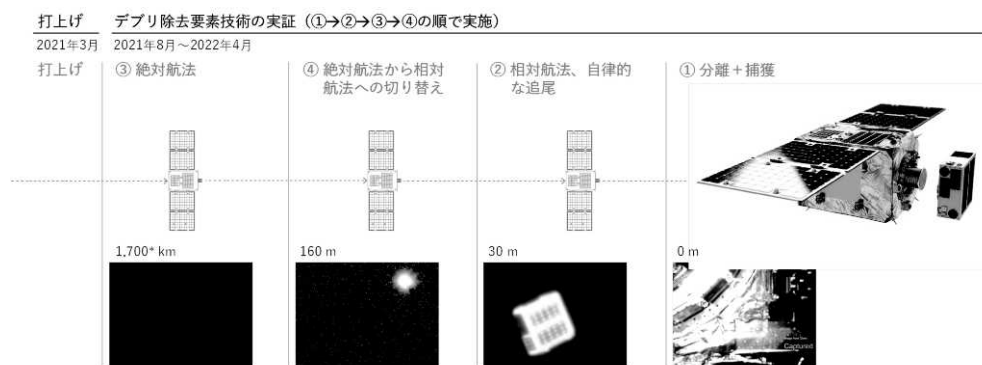 打上げ
デブリ除去要素技術の実証（①→②→③→④の順で実施）
2021年3月
2021年8月～2022年4月
打上げ
③ 絶対航法
④ 絶対航法から相対
航法への切り替え
② 相対航法、自律的
な追尾
① 分離＋捕獲
1,700* km
160 m
30 m
0 m
Captured